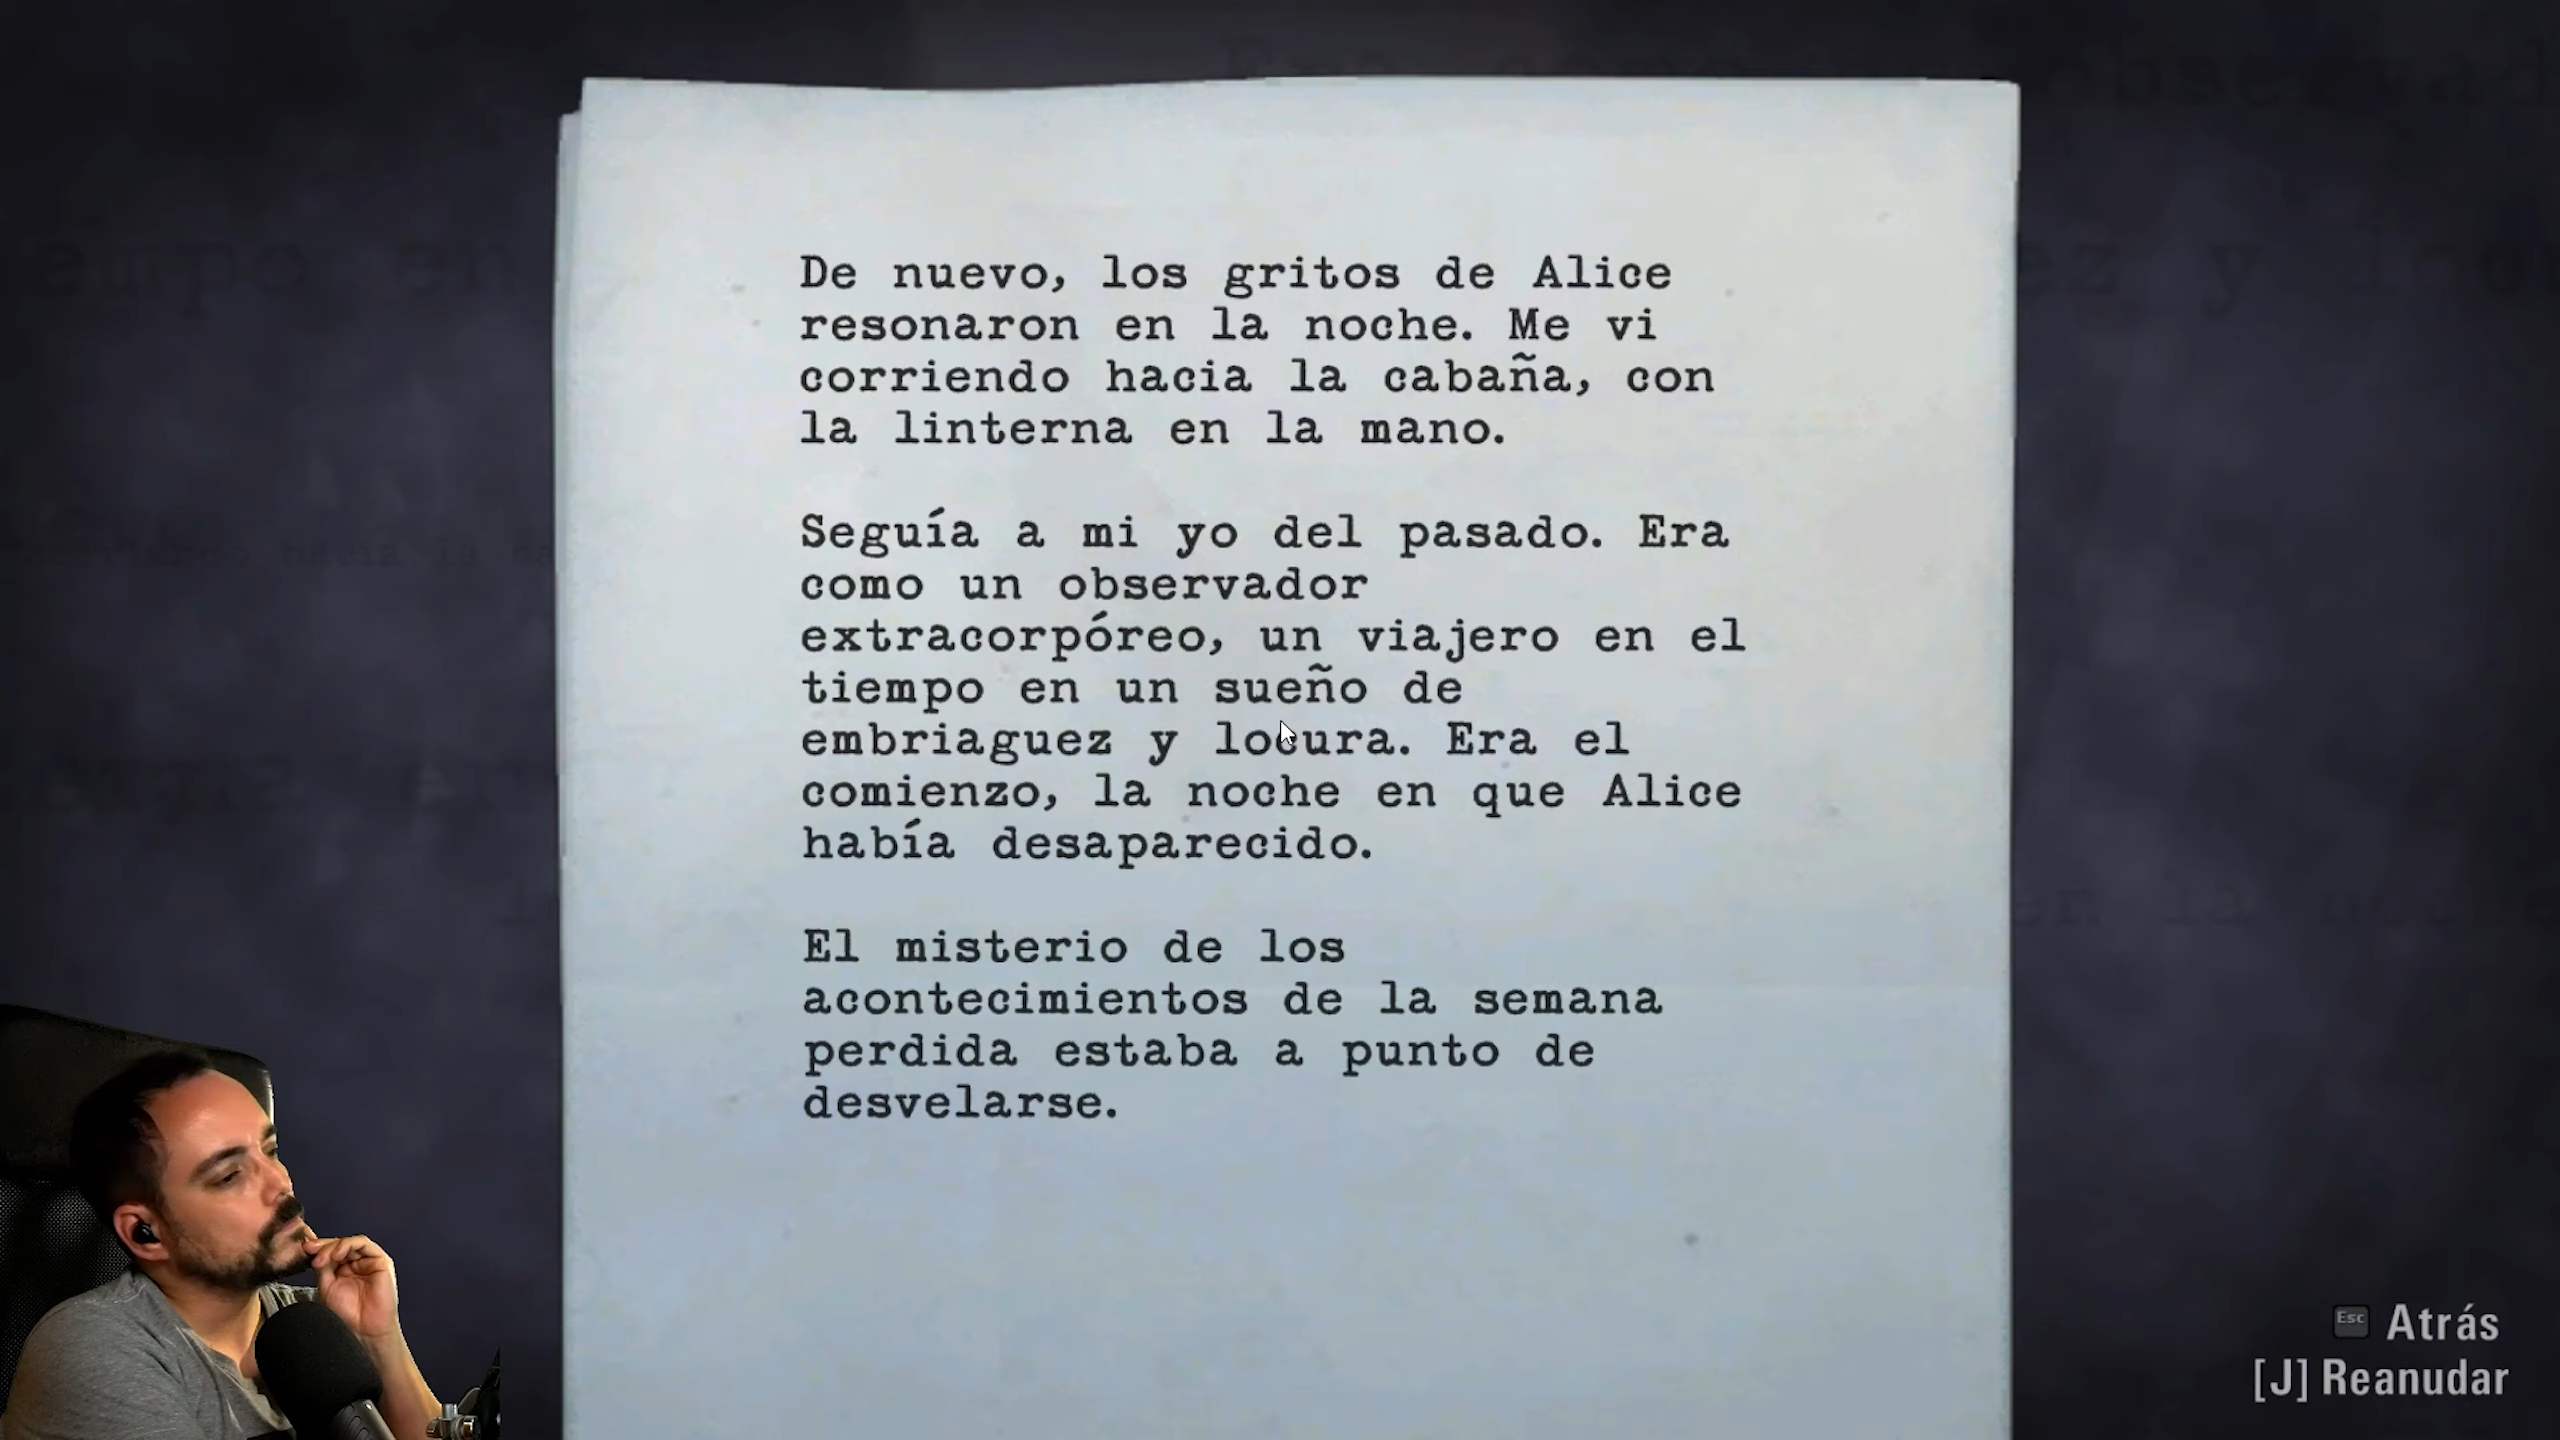 De nuevo, los gritos de Alice
resonaron en la noche. Me vi
corriendo hacia la cabaña, con
la linterna en la mano.
Seguía a mi yo del pasado. Era
como un observador
extracorpóreo, un viajero en el
tiempo en un sueño de
embriaguez y locura. Era el
comienzo, la noche en que Alice
había desaparecido.
El misterio de los
acontecimientos de la semana
perdida estaba a punto de
desvelarse.
Esc Atrás
[J] Reanudar